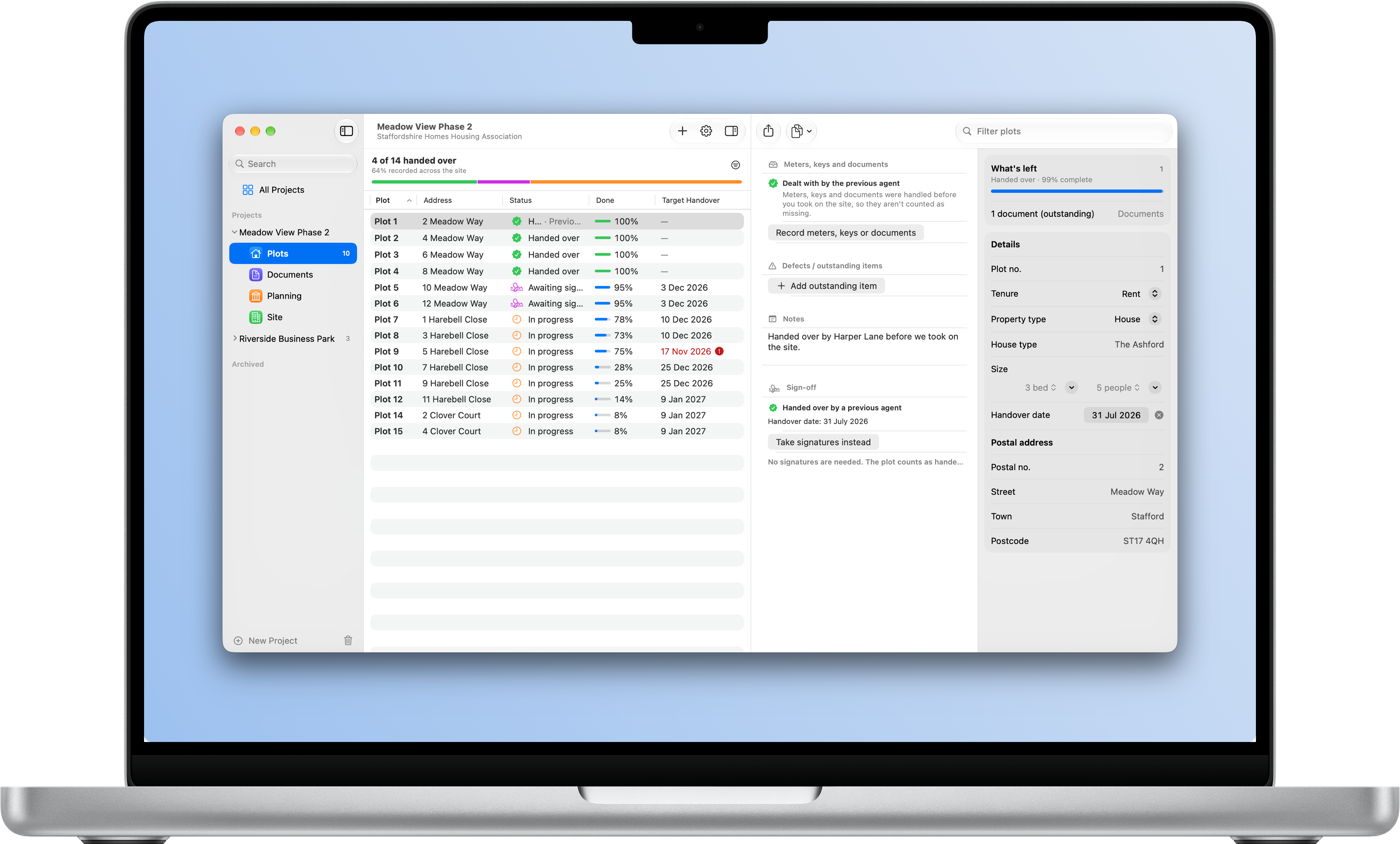 Meadow View Phase 2
Staffordshire Homes Housing Association
Filter plots
Search
All Projects
Projects
Meadow View Phase 2
Plots 10
Documents
Planning
Site
Riverside Business Park 3
Archived
New Project
4 of 14 handed over
64% recorded across the site
Plot Address Status Done Target Handover
Plot 1 2 Meadow Way H... · Previo... 100% —
Plot 2 4 Meadow Way Handed over 100% —
Plot 3 6 Meadow Way Handed over 100% —
Plot 4 8 Meadow Way Handed over 100% —
Plot 5 10 Meadow Way Awaiting sig... 95% 3 Dec 2026
Plot 6 12 Meadow Way Awaiting sig... 95% 3 Dec 2026
Plot 7 1 Harebell Close In progress 78% 10 Dec 2026
Plot 8 3 Harebell Close In progress 73% 10 Dec 2026
Plot 9 5 Harebell Close In progress 75% 17 Nov 2026
Plot 10 7 Harebell Close In progress 28% 25 Dec 2026
Plot 11 9 Harebell Close In progress 25% 25 Dec 2026
Plot 12 11 Harebell Close In progress 14% 9 Jan 2027
Plot 14 2 Clover Court In progress 8% 9 Jan 2027
Plot 15 4 Clover Court In progress 8% 9 Jan 2027
Meters, keys and documents
Dealt with by the previous agent
Meters, keys and documents were handled before
you took on the site, so they aren't counted as
missing.
Record meters, keys or documents
Defects / outstanding items
Add outstanding item
Notes
Handed over by Harper Lane before we took on
the site.
Sign-off
Handed over by a previous agent
Handover date: 31 July 2026
Take signatures instead
No signatures are needed. The plot counts as hande...
What's left 1
Handed over · 99% complete
1 document (outstanding) Documents
Details
Plot no. 1
Tenure Rent
Property type House
House type The Ashford
Size
3 bed 5 people
Handover date 31 Jul 2026
Postal address
Postal no. 2
Street Meadow Way
Town Stafford
Postcode ST17 4QH